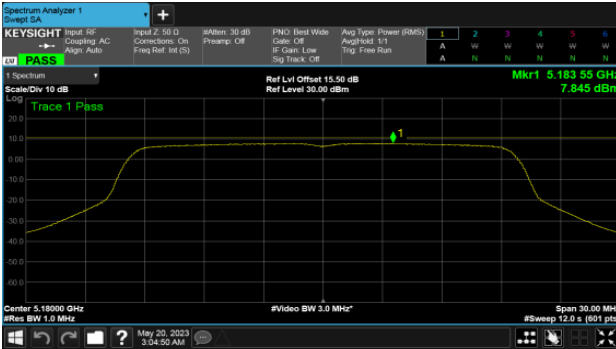 Spectrum Analyzer 1
Swept SA
KEYSIGHT
Input: RF
Coupling: AC
Align: Auto
Input Z: 50 Ω
Corrections: On
Freq Ref: Int (S)
#Atten: 30 dB
Preamp: Off
PNO: Best Wide
Gate: Off
IF Gain: Low
Sig Track: Off
Avg Type: Power (RMS)
Avg|Hold: 1/1
Trig: Free Run
1 2 3 4 5 6
A W W W W W
A N N N N N
LXI PASS
1 Spectrum
Scale/Div 10 dB
Ref Lvl Offset 15.50 dB
Ref Level 30.00 dBm
Mkr1 5.183 55 GHz
7.845 dBm
Log
Trace 1 Pass
20.0
10.0
1
0.00
-10.0
-20.0
-30.0
-40.0
-50.0
-60.0
Center 5.18000 GHz
#Res BW 1.0 MHz
#Video BW 3.0 MHz*
Span 30.00 MHz
#Sweep 12.0 s (601 pts)
May 20, 2023
3:04:50 AM